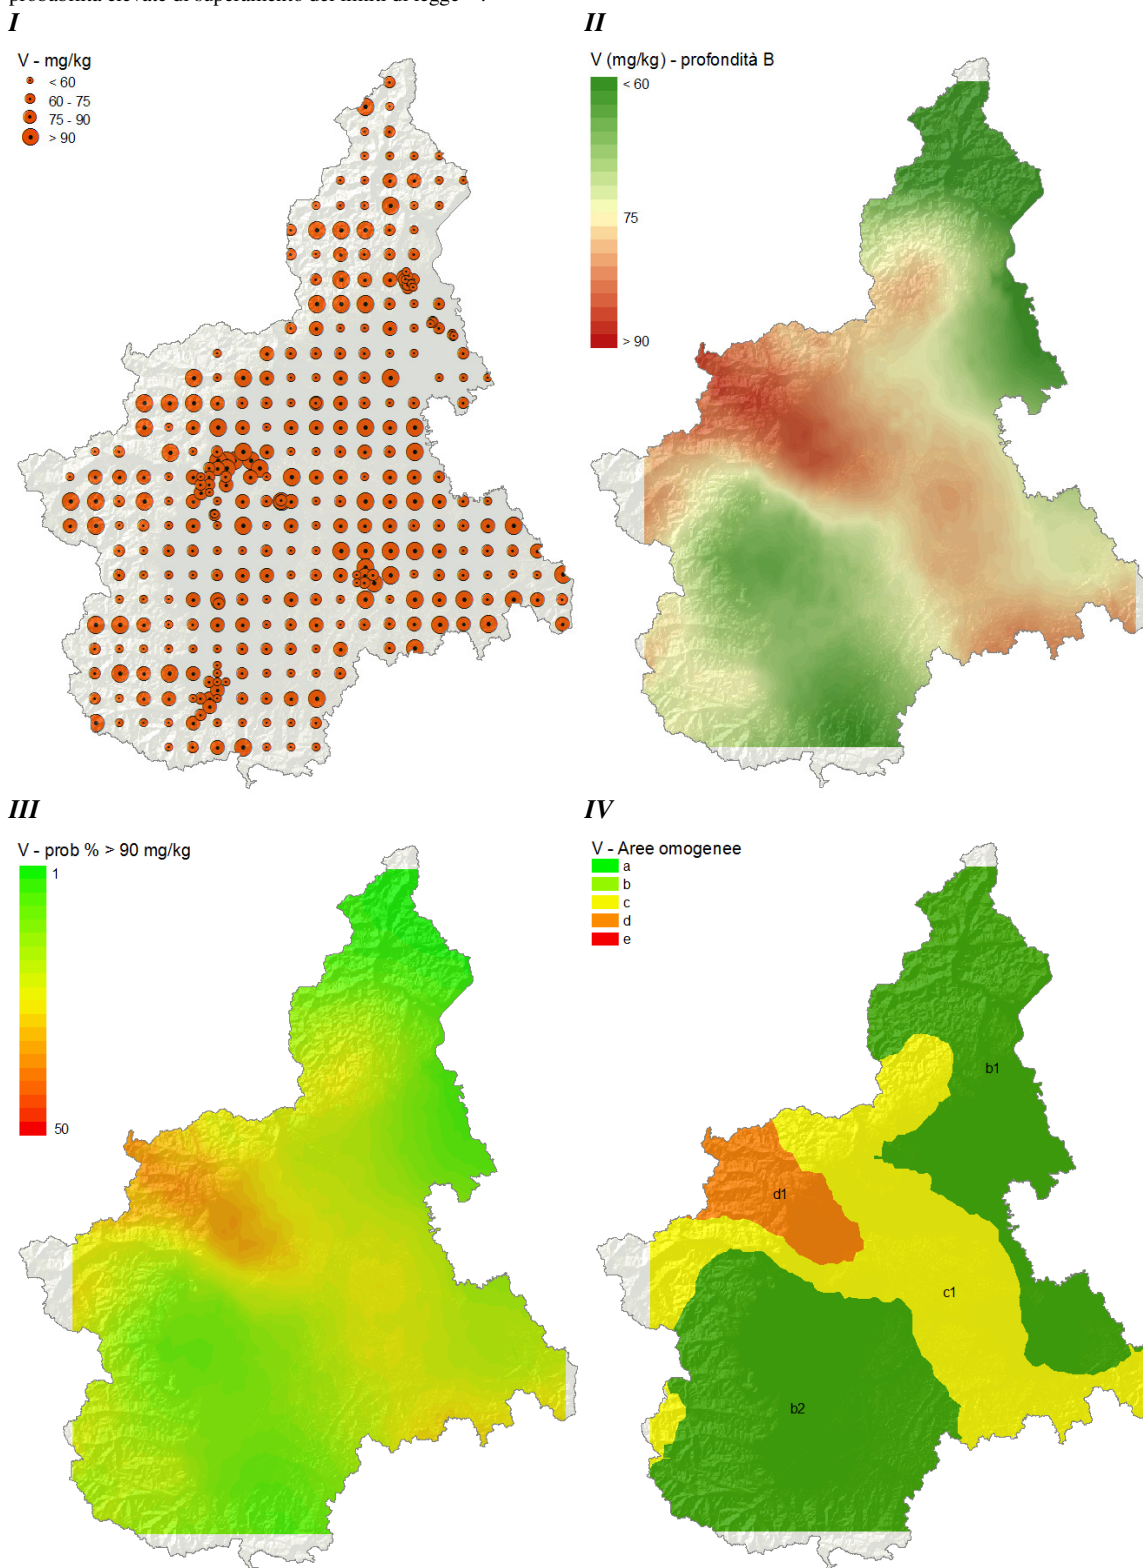 I
V - mg/kg
< 60
60 - 75
75 - 90
> 90
II
V (mg/kg) - profondità B
< 60
75
> 90
III
V - prob % > 90 mg/kg
1
50
IV
V - Aree omogenee
a
b
c
d
e
b1
d1
c1
b2